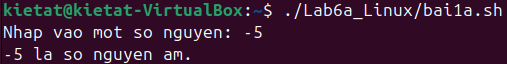 kietat@kietat-VirtualBox:~$ ./Lab6a_Linux/bai1a.sh
Nhap vao mot so nguyen: -5
-5 la so nguyen am.